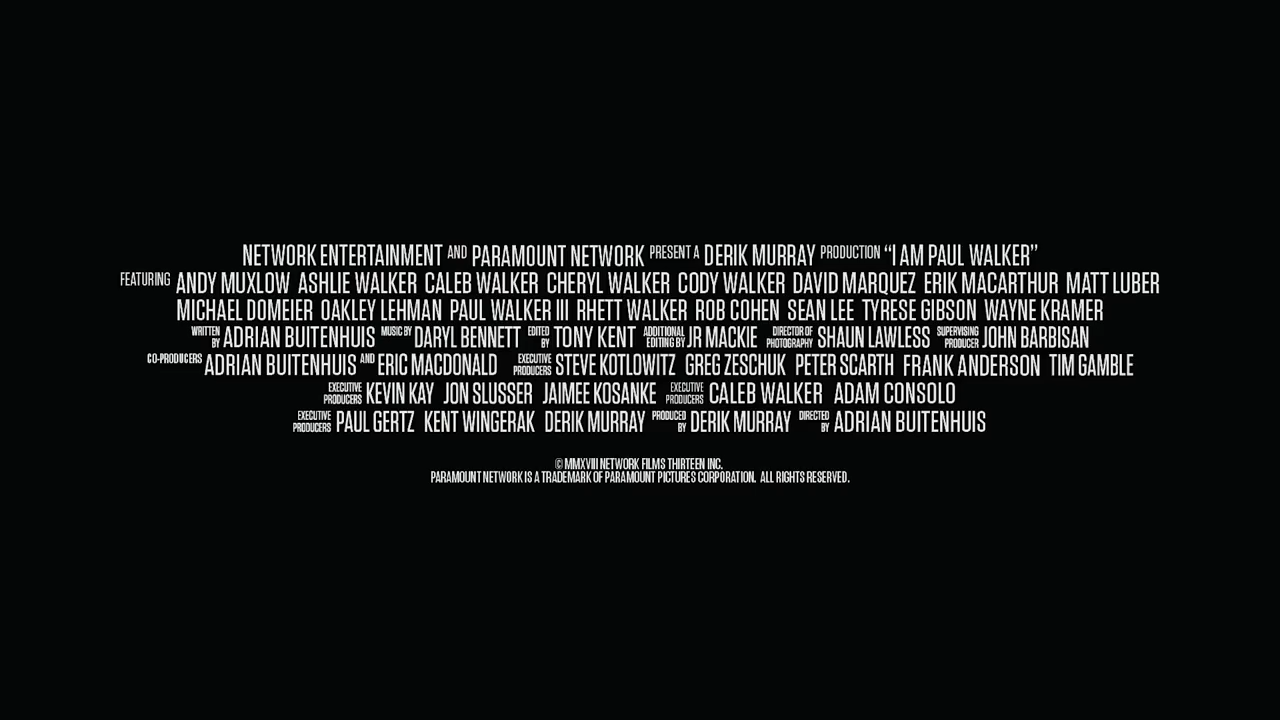 NETWORK ENTERTAINMENT AND PARAMOUNT NETWORK PRESENT A DERIK MURRAY PRODUCTION “I AM PAUL WALKER”
FEATURING ANDY MUXLOW ASHLIE WALKER CALEB WALKER CHERYL WALKER CODY WALKER DAVID MARQUEZ ERIK MACARTHUR MATT LUBER
MICHAEL DOMEIER OAKLEY LEHMAN PAUL WALKER III RHETT WALKER ROB COHEN SEAN LEE TYRESE GIBSON WAYNE KRAMER
WRITTEN BY ADRIAN BUITENHUIS MUSIC BY DARYL BENNETT EDITED BY TONY KENT ADDITIONAL EDITING BY JR MACKIE DIRECTOR OF PHOTOGRAPHY SHAUN LAWLESS SUPERVISING PRODUCER JOHN BARBISAN
CO-PRODUCERS ADRIAN BUITENHUIS AND ERIC MACDONALD EXECUTIVE PRODUCERS STEVE KOTLOWITZ GREG ZESCHUK PETER SCARTH FRANK ANDERSON TIM GAMBLE
EXECUTIVE PRODUCERS KEVIN KAY JON SLUSSER JAIMEE KOSANKE EXECUTIVE PRODUCERS CALEB WALKER ADAM CONSOLO
EXECUTIVE PRODUCERS PAUL GERTZ KENT WINGERAK DERIK MURRAY PRODUCED BY DERIK MURRAY DIRECTED BY ADRIAN BUITENHUIS
© MMXVIII NETWORK FILMS THIRTEEN INC.
PARAMOUNT NETWORK IS A TRADEMARK OF PARAMOUNT PICTURES CORPORATION. ALL RIGHTS RESERVED.